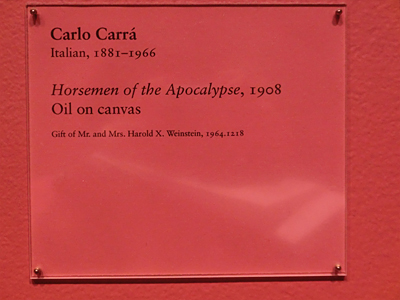 Carlo Carrá
Italian, 1881–1966
Horsemen of the Apocalypse, 1908
Oil on canvas
Gift of Mr. and Mrs. Harold X. Weinstein, 1964.1218